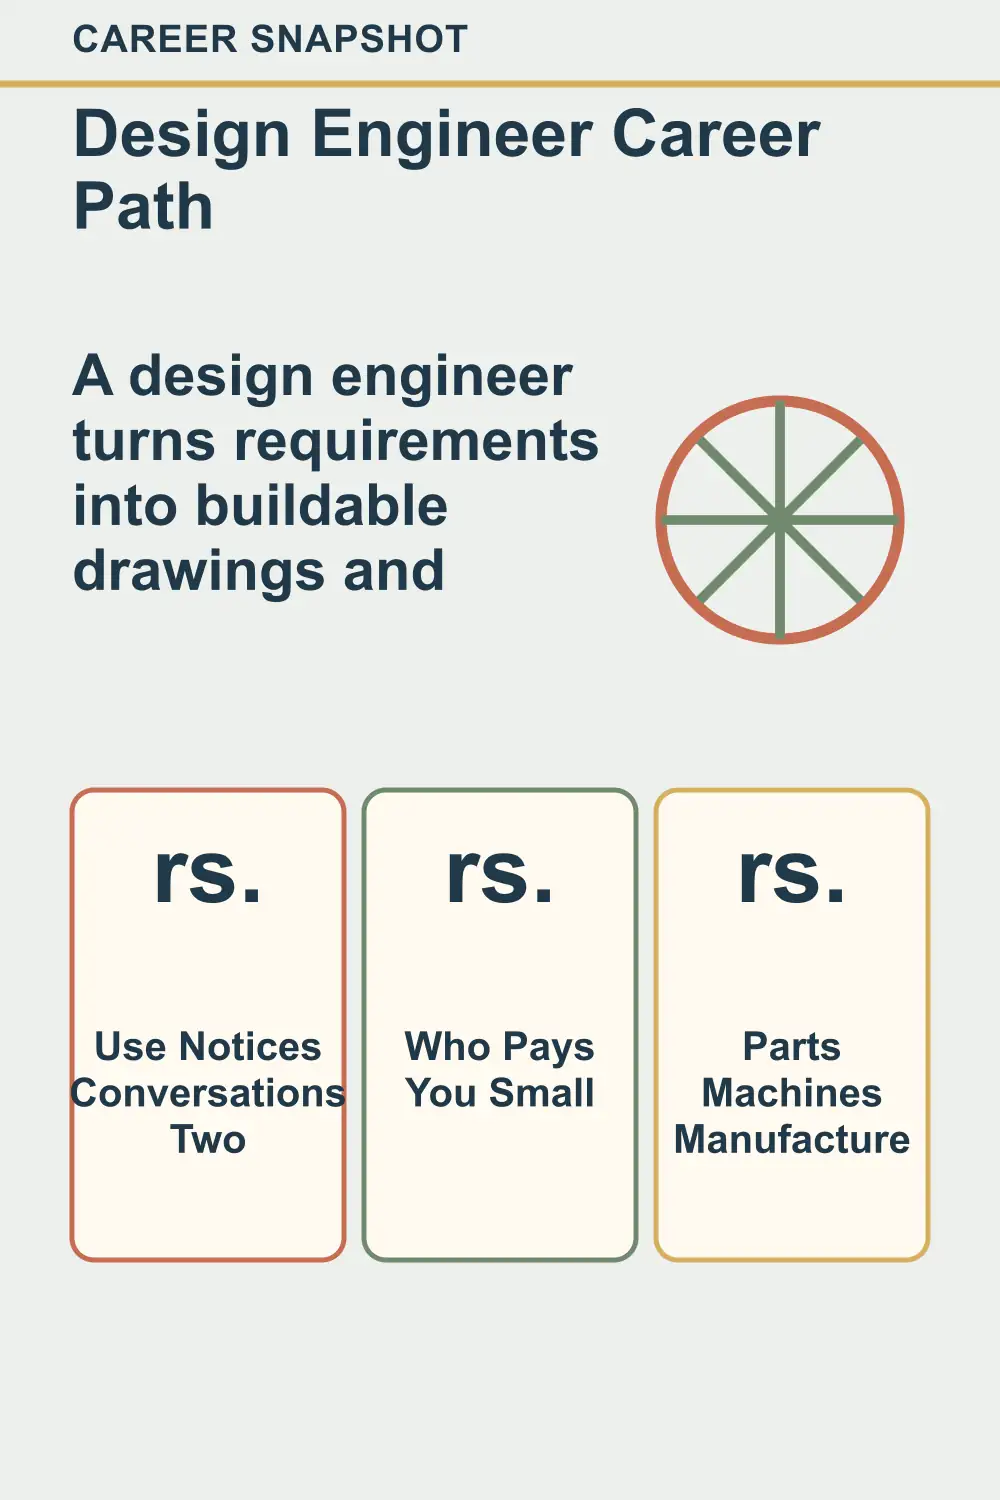 CAREER SNAPSHOT
Design Engineer Career
Path
A design engineer
turns requirements
into buildable
drawings and
rs.
Use Notices
Conversations
Two
rs.
Who Pays
You Small
rs.
Parts
Machines
Manufacture